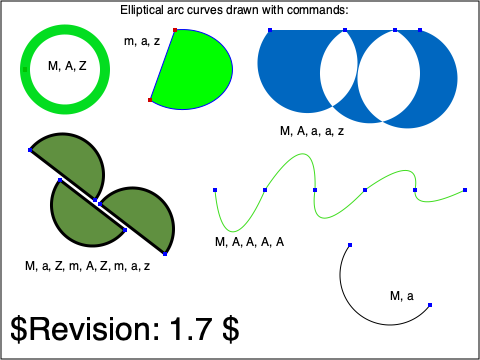 Elliptical arc curves drawn with commands:
M, A, Z
m, a, z
M, A, a, a, z
M, A, A, A, A
M, a, Z, m, A, Z, m, a, z
M, a
$Revision: 1.7 $